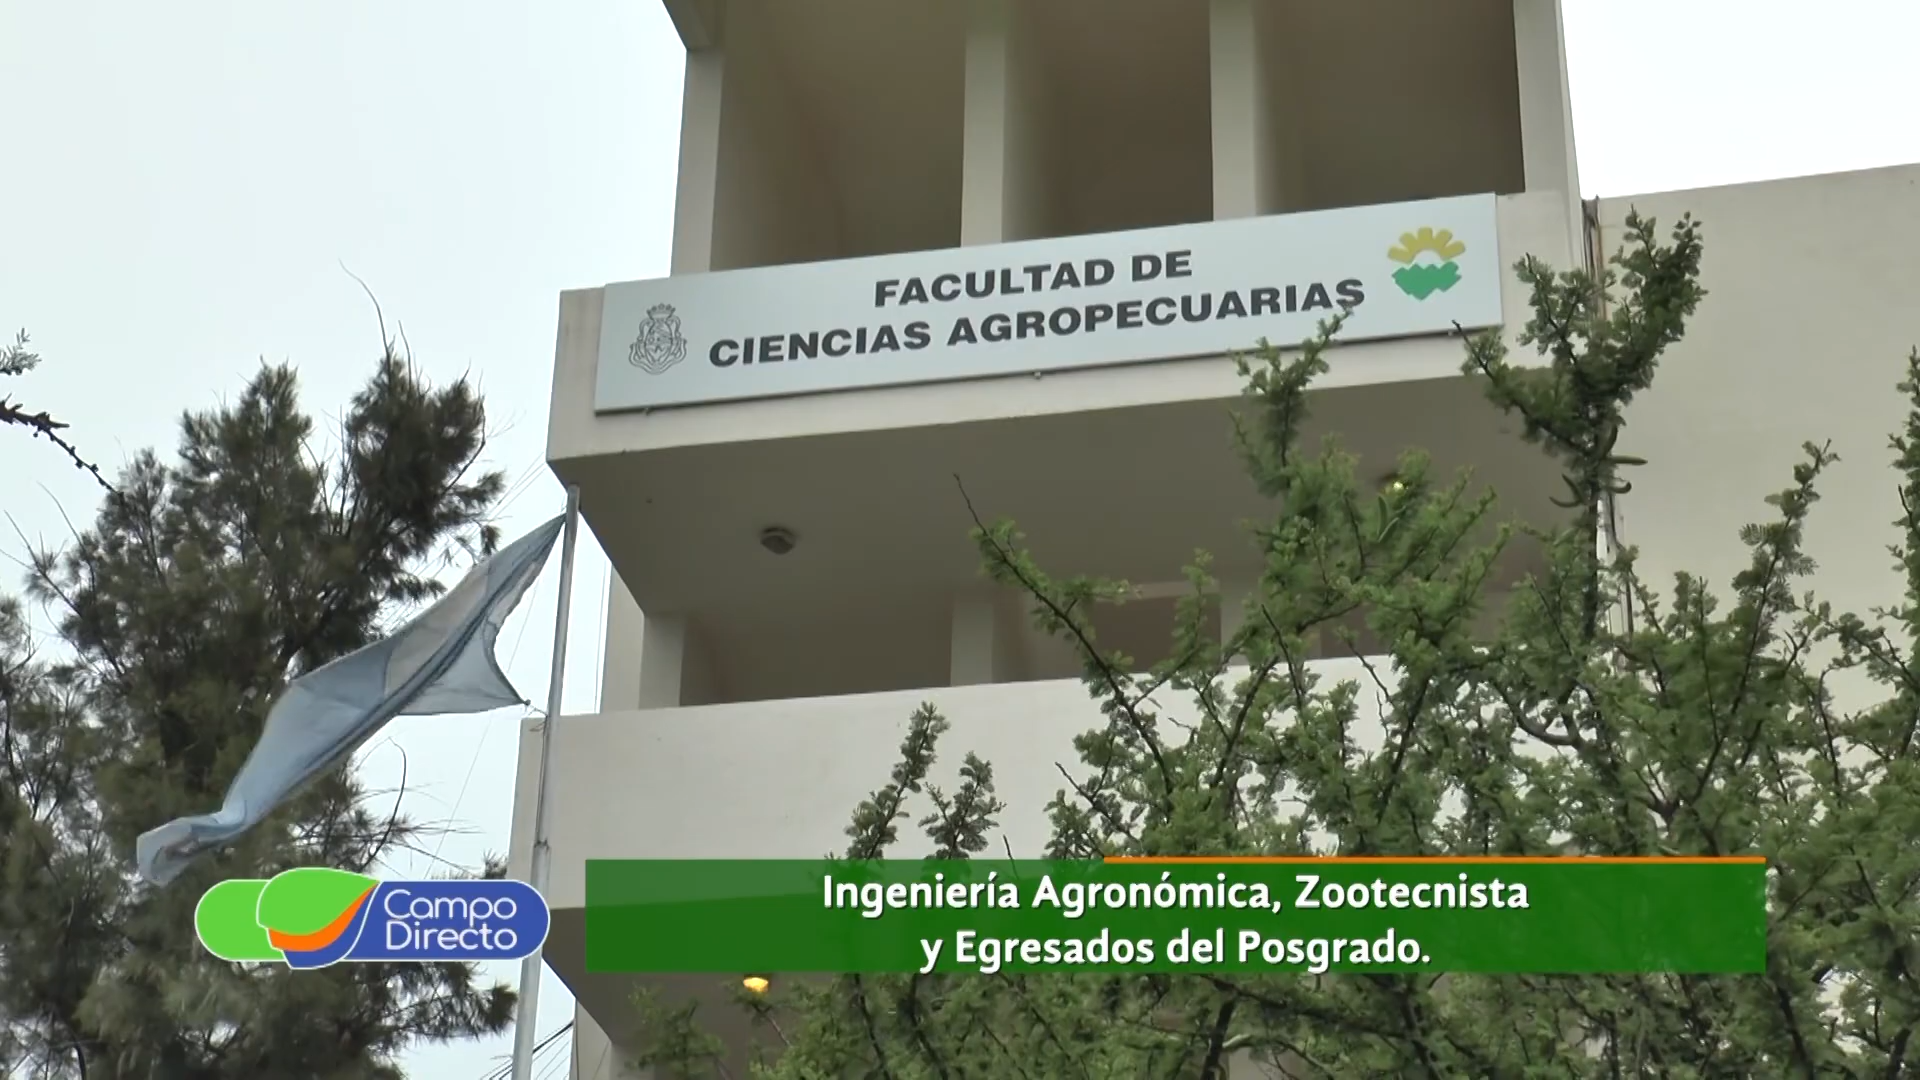 FACULTAD DE
CIENCIAS AGROPECUARIAS
Campo
Directo
Ingeniería Agronómica, Zootecnista
y Egresados del Posgrado.